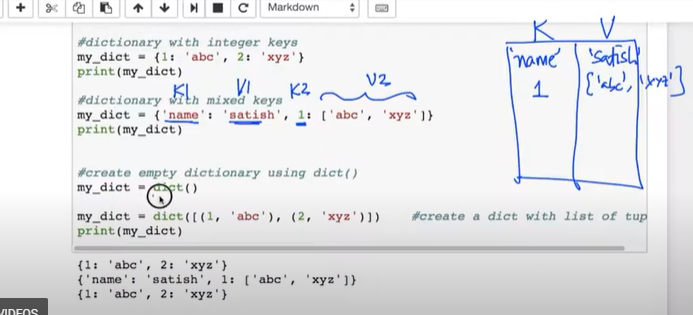 Markdown
#dictionary with integer keys
my_dict = {1: 'abc', 2: 'xyz'}
print(my_dict)
#dictionary with mixed keys
K1 V1 K2 V2
my_dict = {'name': 'satish', 1: ['abc', 'xyz']}
print(my_dict)
#create empty dictionary using dict()
my_dict = dict()
my_dict = dict([(1, 'abc'), (2, 'xyz')]) #create a dict with list of tup
print(my_dict)
{1: 'abc', 2: 'xyz'}
{'name': 'satish', 1: ['abc', 'xyz']}
{1: 'abc', 2: 'xyz'}
K V
'name' 'satish'
1 ['abc', 'xyz']
VIDEOS